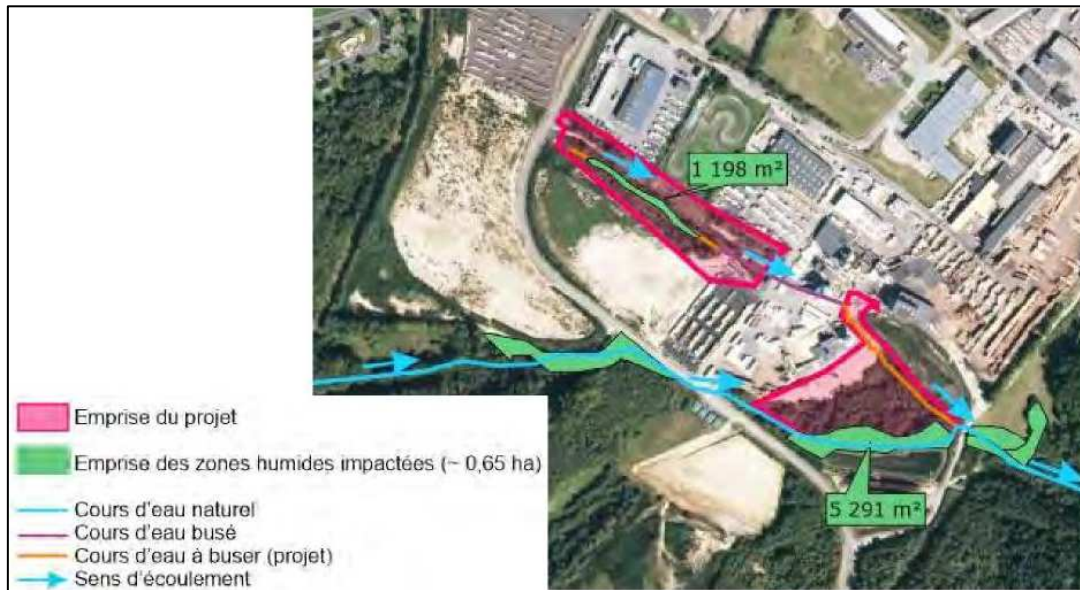 1 198 m²
5 291 m²
Emprise du projet
Emprise des zones humides impactées (~ 0,65 ha)
Cours d'eau naturel
Cours d'eau busé
Cours d'eau à buser (projet)
Sens d'écoulement